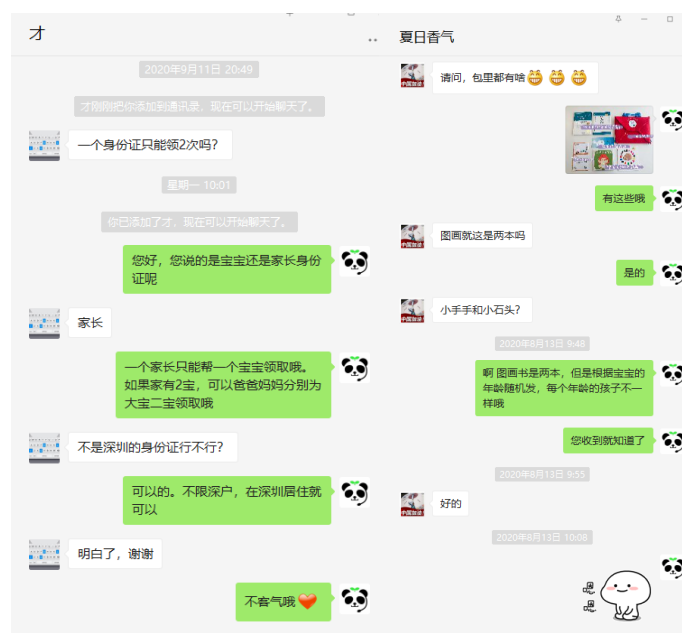 才
2020年9月11日 20:49
才刚刚把你添加到通讯录，现在可以开始聊天了。
一个身份证只能领2次吗?
星期一 10:01
你已添加了才，现在可以开始聊天了。
您好，您说的是宝宝还是家长身份
证呢
家长
一个家长只能帮一个宝宝领取哦。
如果家有2宝，可以爸爸妈妈分别为
大宝二宝领取哦
不是深圳的身份证行不行?
可以的。不限深户，在深圳居住就
可以
明白了，谢谢
不客气哦
夏日香气
请问，包里都有啥
有这些哦
图画就这是两本吗
是的
小手手和小石头?
2020年8月13日 9:48
啊 图画书是两本，但是根据宝宝的
年龄随机发，每个年龄的孩子不一
样哦
您收到就知道了
2020年8月13日 9:55
好的
2020年8月13日 10:08